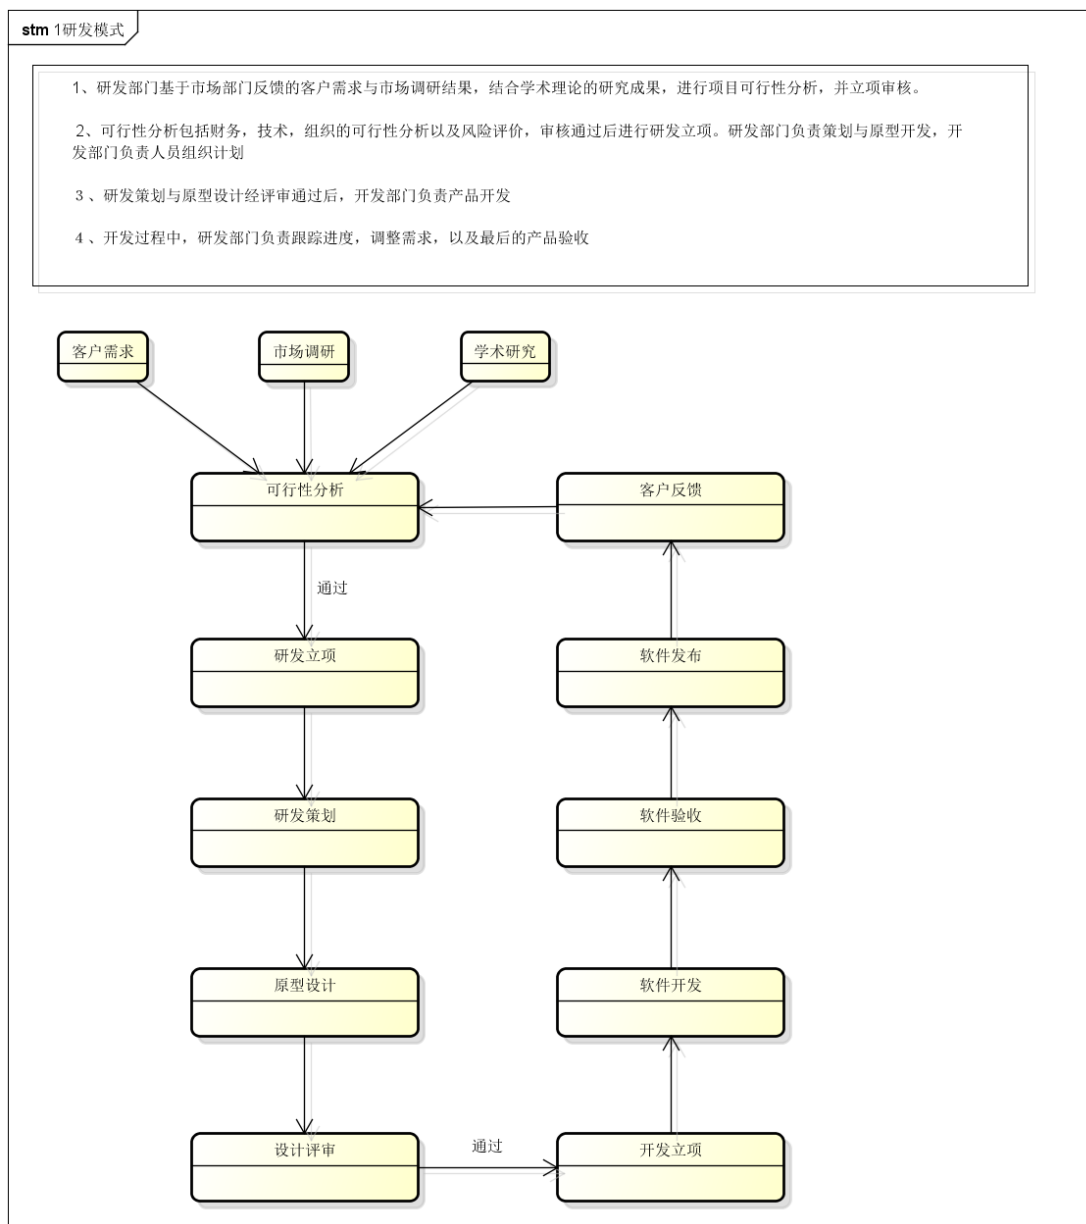 stm 1研发模式
1、研发部门基于市场部门反馈的客户需求与市场调研结果，结合学术理论的研究成果，进行项目可行性分析，并立项审核。
2、可行性分析包括财务，技术，组织的可行性分析以及风险评价，审核通过后进行研发立项。研发部门负责策划与原型开发，开
发部门负责人员组织计划
3 、研发策划与原型设计经评审通过后，开发部门负责产品开发
4 、开发过程中，研发部门负责跟踪进度，调整需求，以及最后的产品验收
客户需求
市场调研
学术研究
可行性分析
客户反馈
通过
研发立项
软件发布
研发策划
软件验收
原型设计
软件开发
设计评审
通过
开发立项